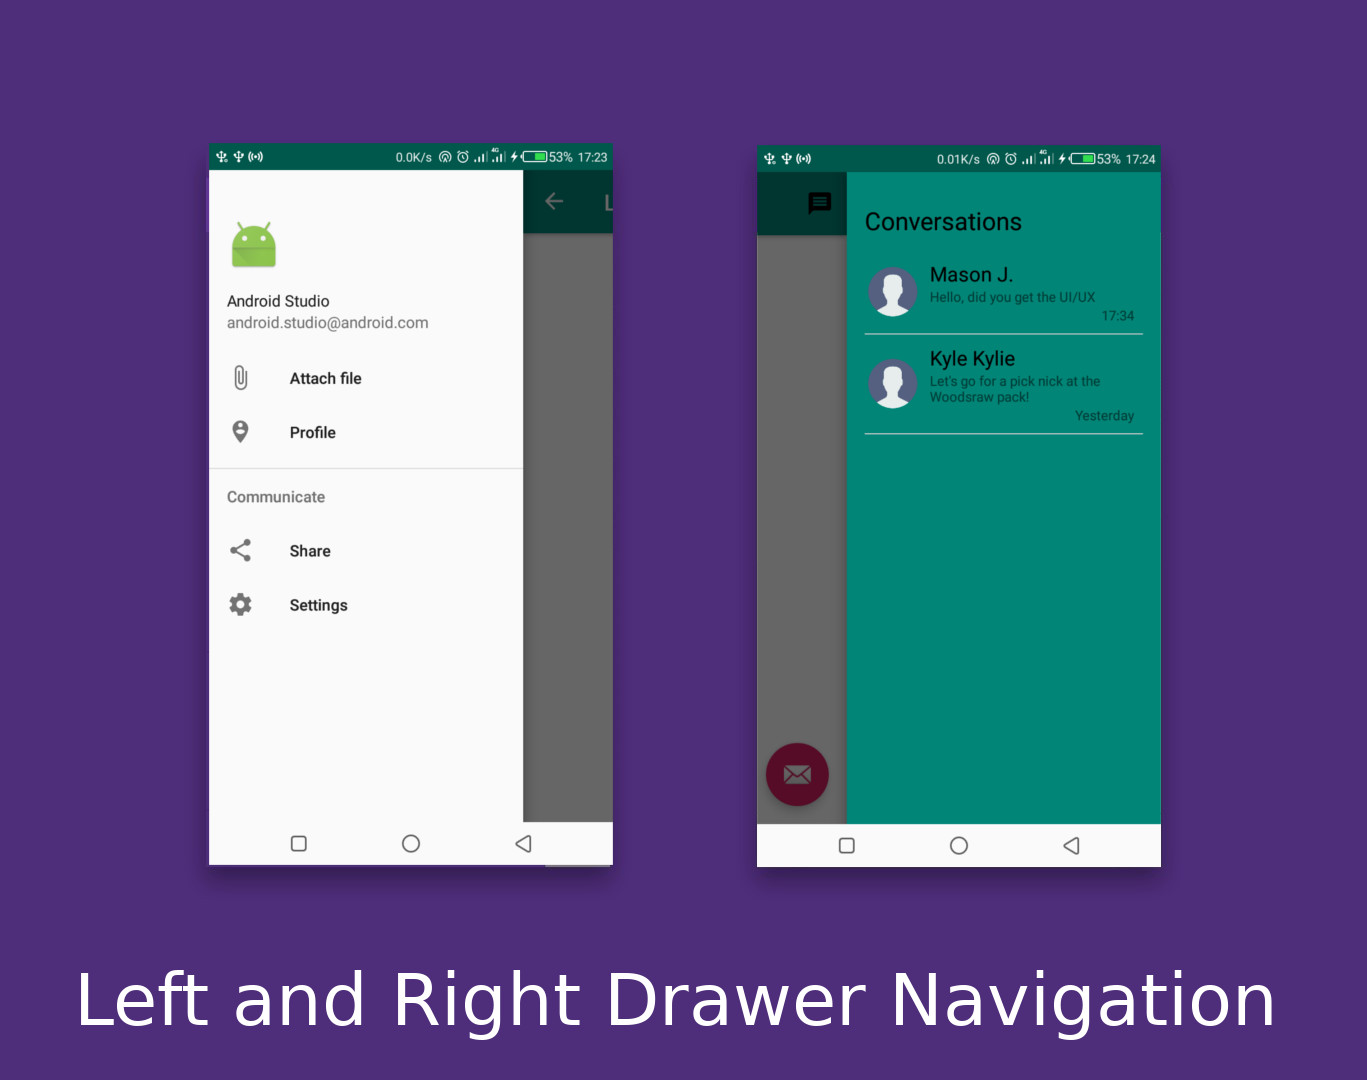 0.0K/s 4G 53% 17:23
L
Android Studio
android.studio@android.com
Attach file
Profile
Communicate
Share
Settings
0.01K/s 4G 53% 17:24
Conversations
Mason J.
Hello, did you get the UI/UX
17:34
Kyle Kylie
Let's go for a pick nick at the
Woodsraw pack!
Yesterday
Left and Right Drawer Navigation